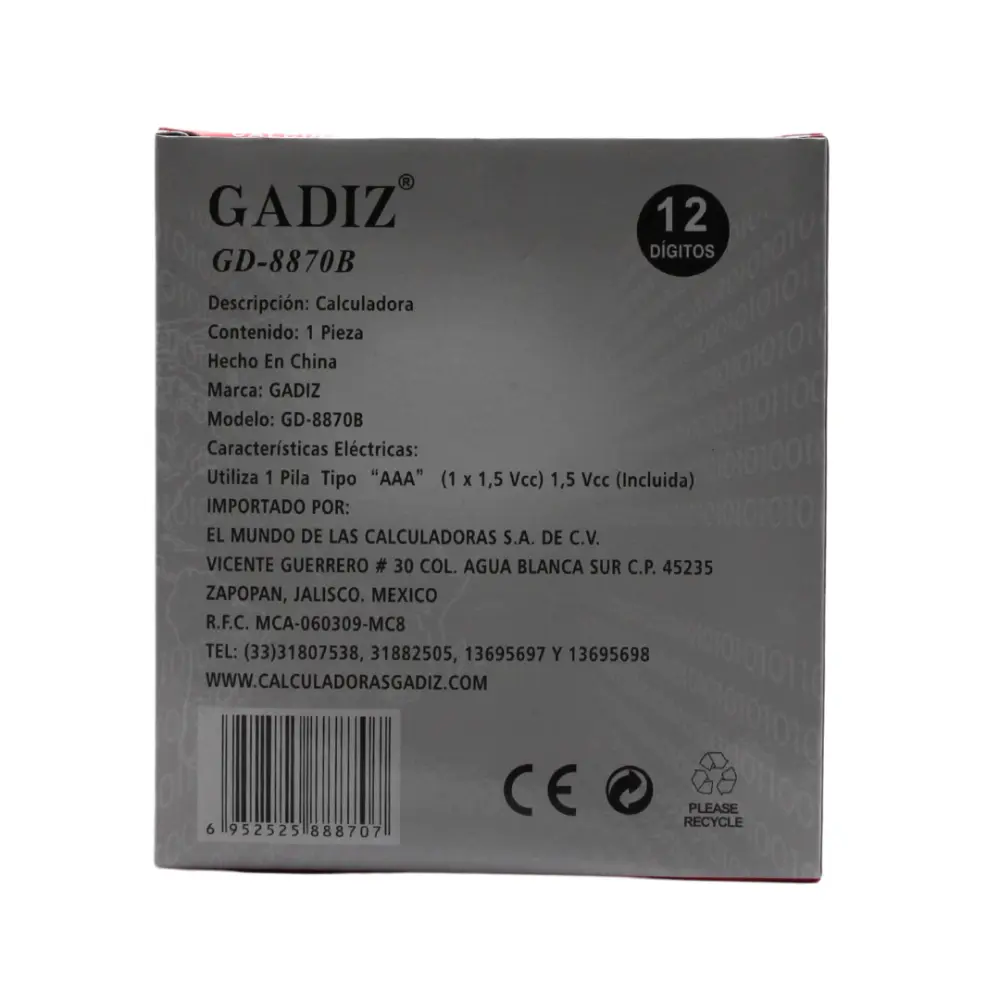 GADIZ®
12
DÍGITOS
GD-8870B
Descripción: Calculadora
Contenido: 1 Pieza
Hecho En China
Marca: GADIZ
Modelo: GD-8870B
Características Eléctricas:
Utiliza 1 Pila Tipo “AAA” (1 x 1,5 Vcc) 1,5 Vcc (Incluida)
IMPORTADO POR:
EL MUNDO DE LAS CALCULADORAS S.A. DE C.V.
VICENTE GUERRERO # 30 COL. AGUA BLANCA SUR C.P. 45235
ZAPOPAN, JALISCO. MEXICO
R.F.C. MCA-060309-MC8
TEL: (33)31807538, 31882505, 13695697 Y 13695698
WWW.CALCULADORASGADIZ.COM
6 952525 888707
CE
PLEASE
RECYCLE